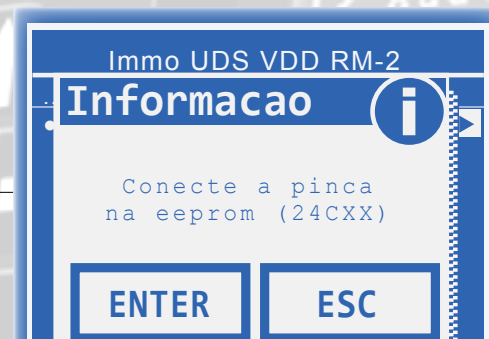 Immo UDS VDD RM-2
Informacao
Conecte a pinca
na eeprom (24CXX)
ENTER
ESC